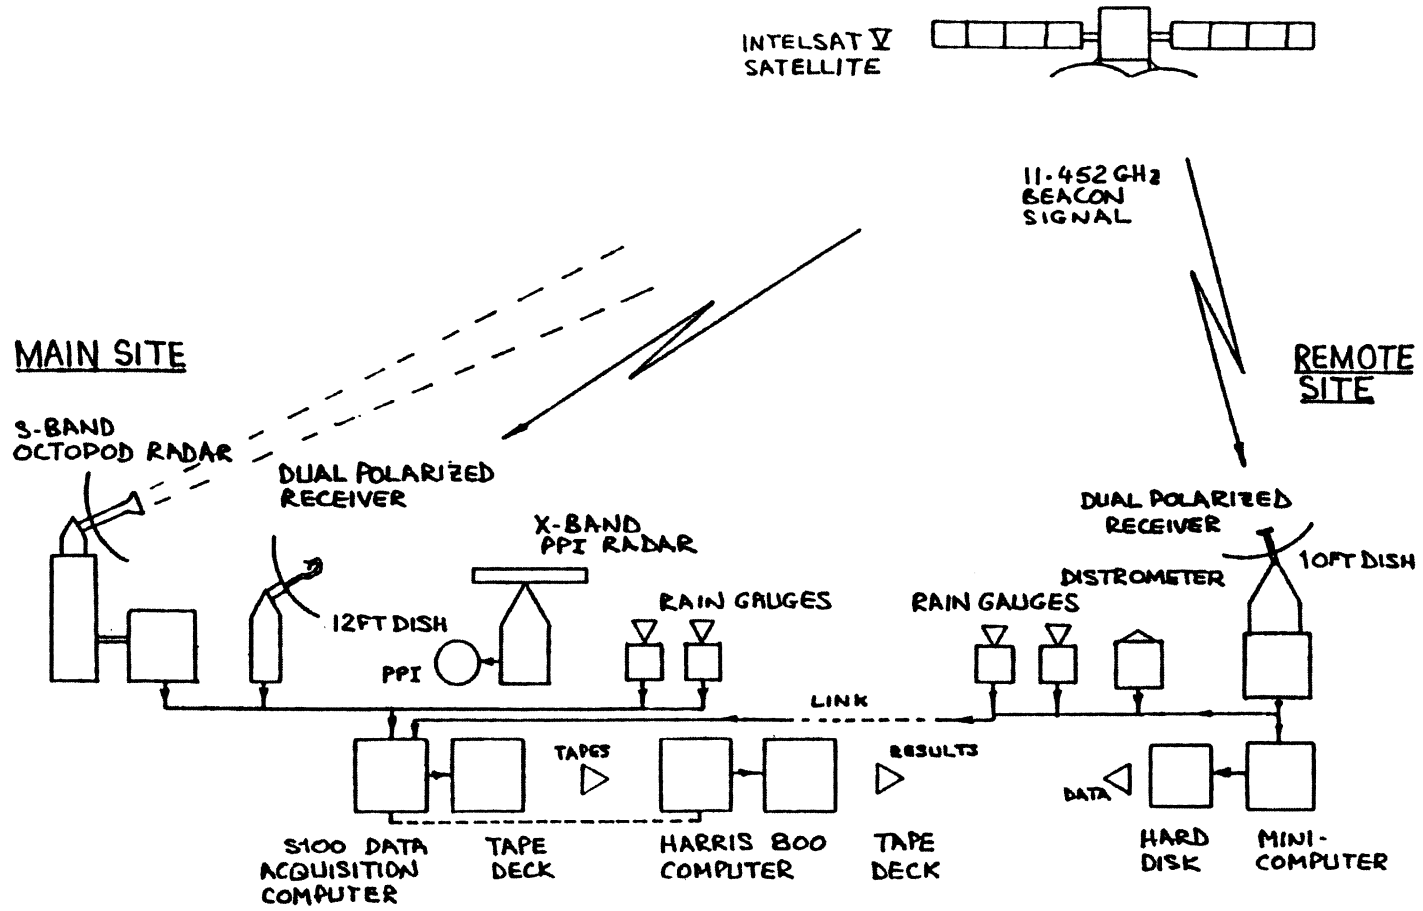 INTELSAT V
SATELLITE
11.452 GHz
BEACON
SIGNAL
MAIN SITE
REMOTE
SITE
S-BAND
OCTOPOD RADAR
DUAL POLARIZED
RECEIVER
X-BAND
PPI RADAR
DUAL POLARIZED
RECEIVER
10FT DISH
DISTROMETER
RAIN GAUGES
RAIN GAUGES
12FT DISH
PPI
LINK
TAPES
RESULTS
DATA
S100 DATA
ACQUISITION
COMPUTER
TAPE
DECK
HARRIS 800
COMPUTER
TAPE
DECK
HARD
DISK
MINI-
COMPUTER